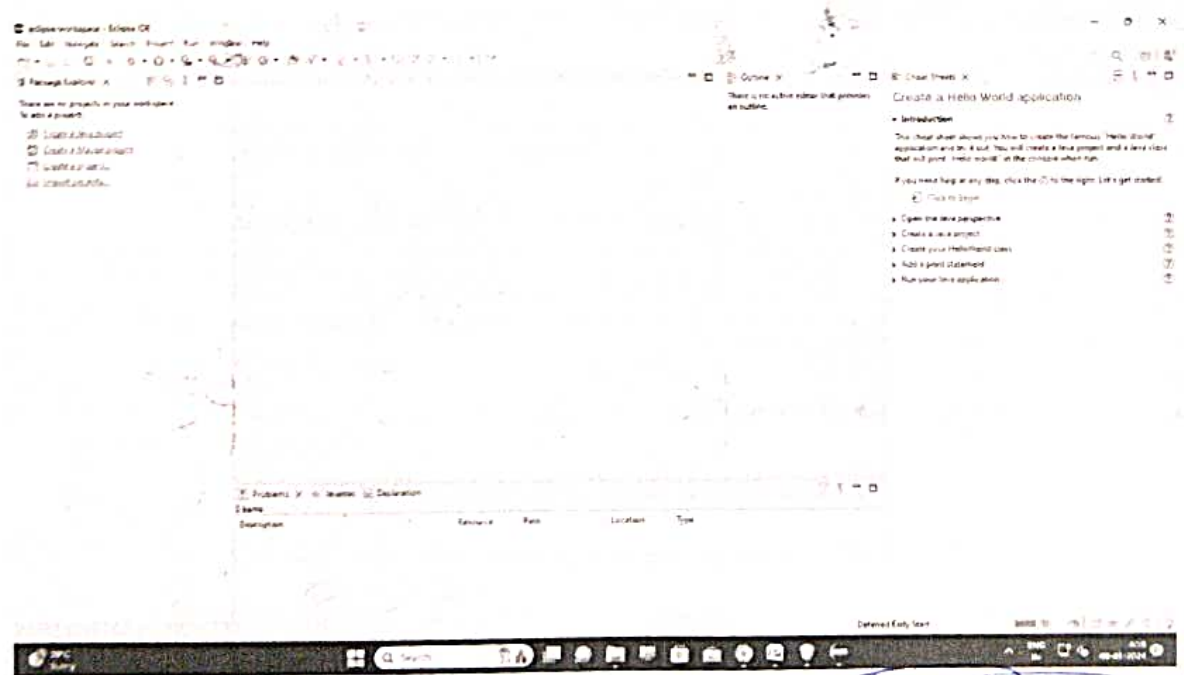 eclipse-workspace - Eclipse IDE
File Edit Navigate Search Project Run Window Help
Package Explorer
There are no projects in your workspace.
To add a project:
Create a Java project
Create a Maven project
Create a project...
Import projects...
Outline
There is no active editor that provides
an outline.
Cheat Sheets
Create a Hello World application
Introduction
This cheat sheet shows you how to create the famous "Hello World"
application and try it out. You will create a Java project and a Java class
that will print "Hello world!" in the console when run.
If you need help at any step, click the (?) to the right. Let's get started!
Click to Begin
Open the Java perspective
Create a Java project
Create your HelloWorld class
Add a print statement
Run your Java application
Problems Javadoc Declaration
0 items
Description Resource Path Location Type
Deferred Early Start
Search
ENG